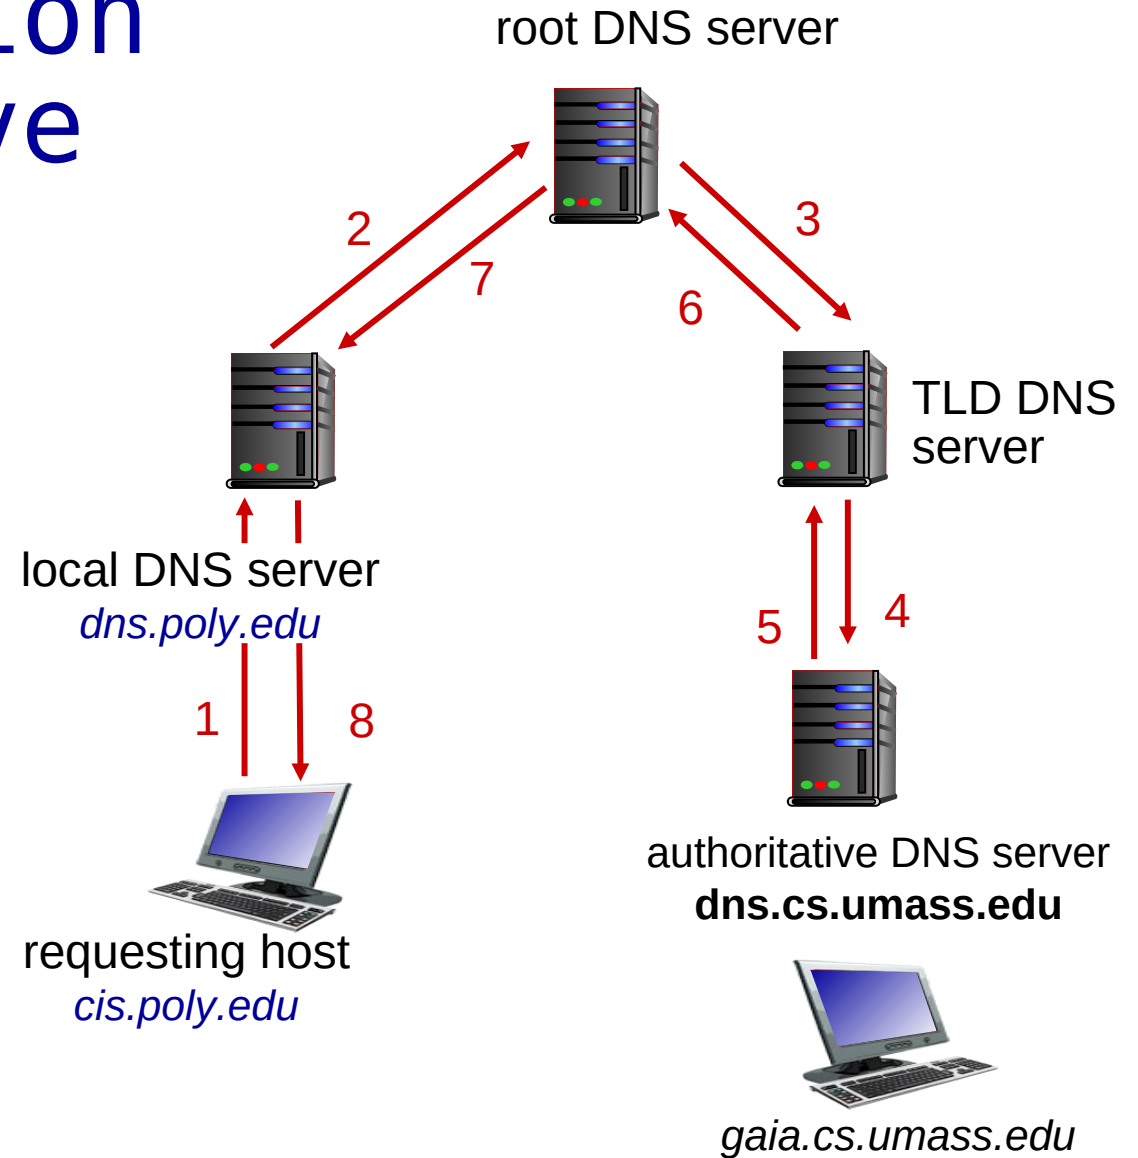 root DNS server
2
3
7
6
TLD DNS
server
local DNS server
dns.poly.edu
5
4
1
8
authoritative DNS server
dns.cs.umass.edu
requesting host
cis.poly.edu
gaia.cs.umass.edu